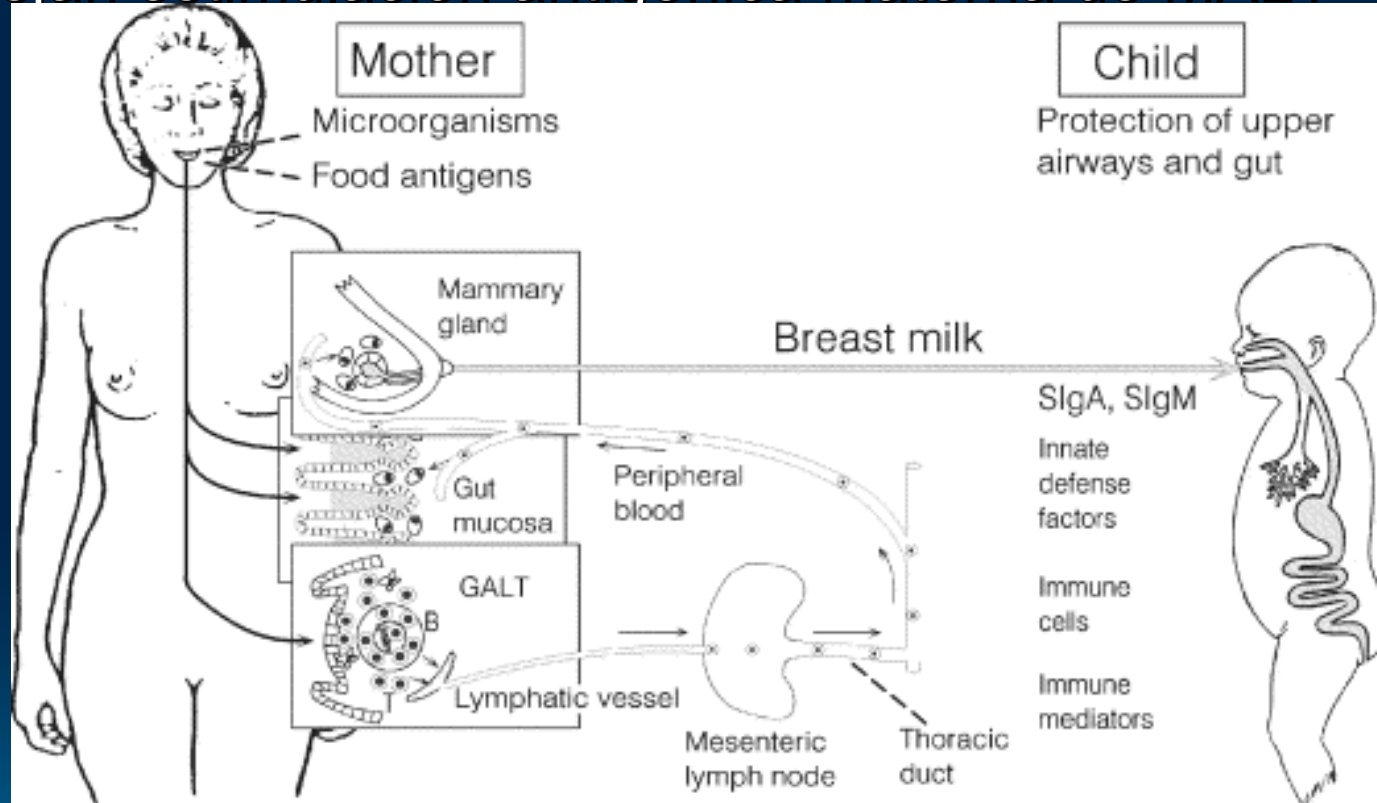 Mother
Microorganisms
Food antigens
Child
Protection of upper
airways and gut
Mammary
gland
Breast milk
SIgA, SIgM
Gut
mucosa
Peripheral
blood
Innate
defense
factors
GALT
B
T
Immune
cells
Lymphatic vessel
Immune
mediators
Mesenteric
lymph node
Thoracic
duct